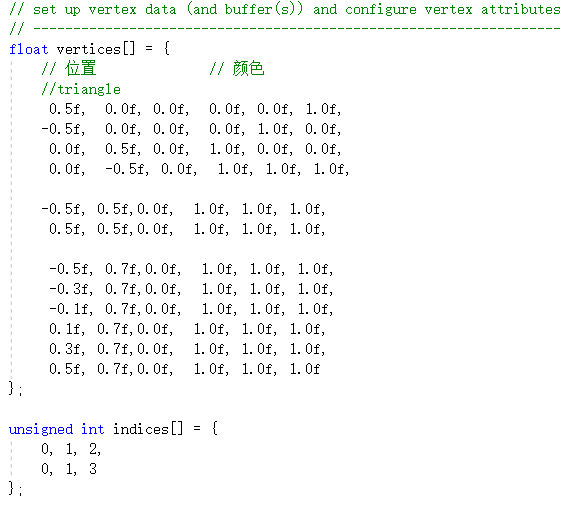 // set up vertex data (and buffer(s)) and configure vertex attributes
// ------------------------------------------------------------------
float vertices[] = {
// 位置 // 颜色
//triangle
0.5f, 0.0f, 0.0f, 0.0f, 0.0f, 1.0f,
-0.5f, 0.0f, 0.0f, 0.0f, 1.0f, 0.0f,
0.0f, 0.5f, 0.0f, 1.0f, 0.0f, 0.0f,
0.0f, -0.5f, 0.0f, 1.0f, 1.0f, 1.0f,
-0.5f, 0.5f,0.0f, 1.0f, 1.0f, 1.0f,
0.5f, 0.5f,0.0f, 1.0f, 1.0f, 1.0f,
-0.5f, 0.7f,0.0f, 1.0f, 1.0f, 1.0f,
-0.3f, 0.7f,0.0f, 1.0f, 1.0f, 1.0f,
-0.1f, 0.7f,0.0f, 1.0f, 1.0f, 1.0f,
0.1f, 0.7f,0.0f, 1.0f, 1.0f, 1.0f,
0.3f, 0.7f,0.0f, 1.0f, 1.0f, 1.0f,
0.5f, 0.7f,0.0f, 1.0f, 1.0f, 1.0f
};
unsigned int indices[] = {
0, 1, 2,
0, 1, 3
};